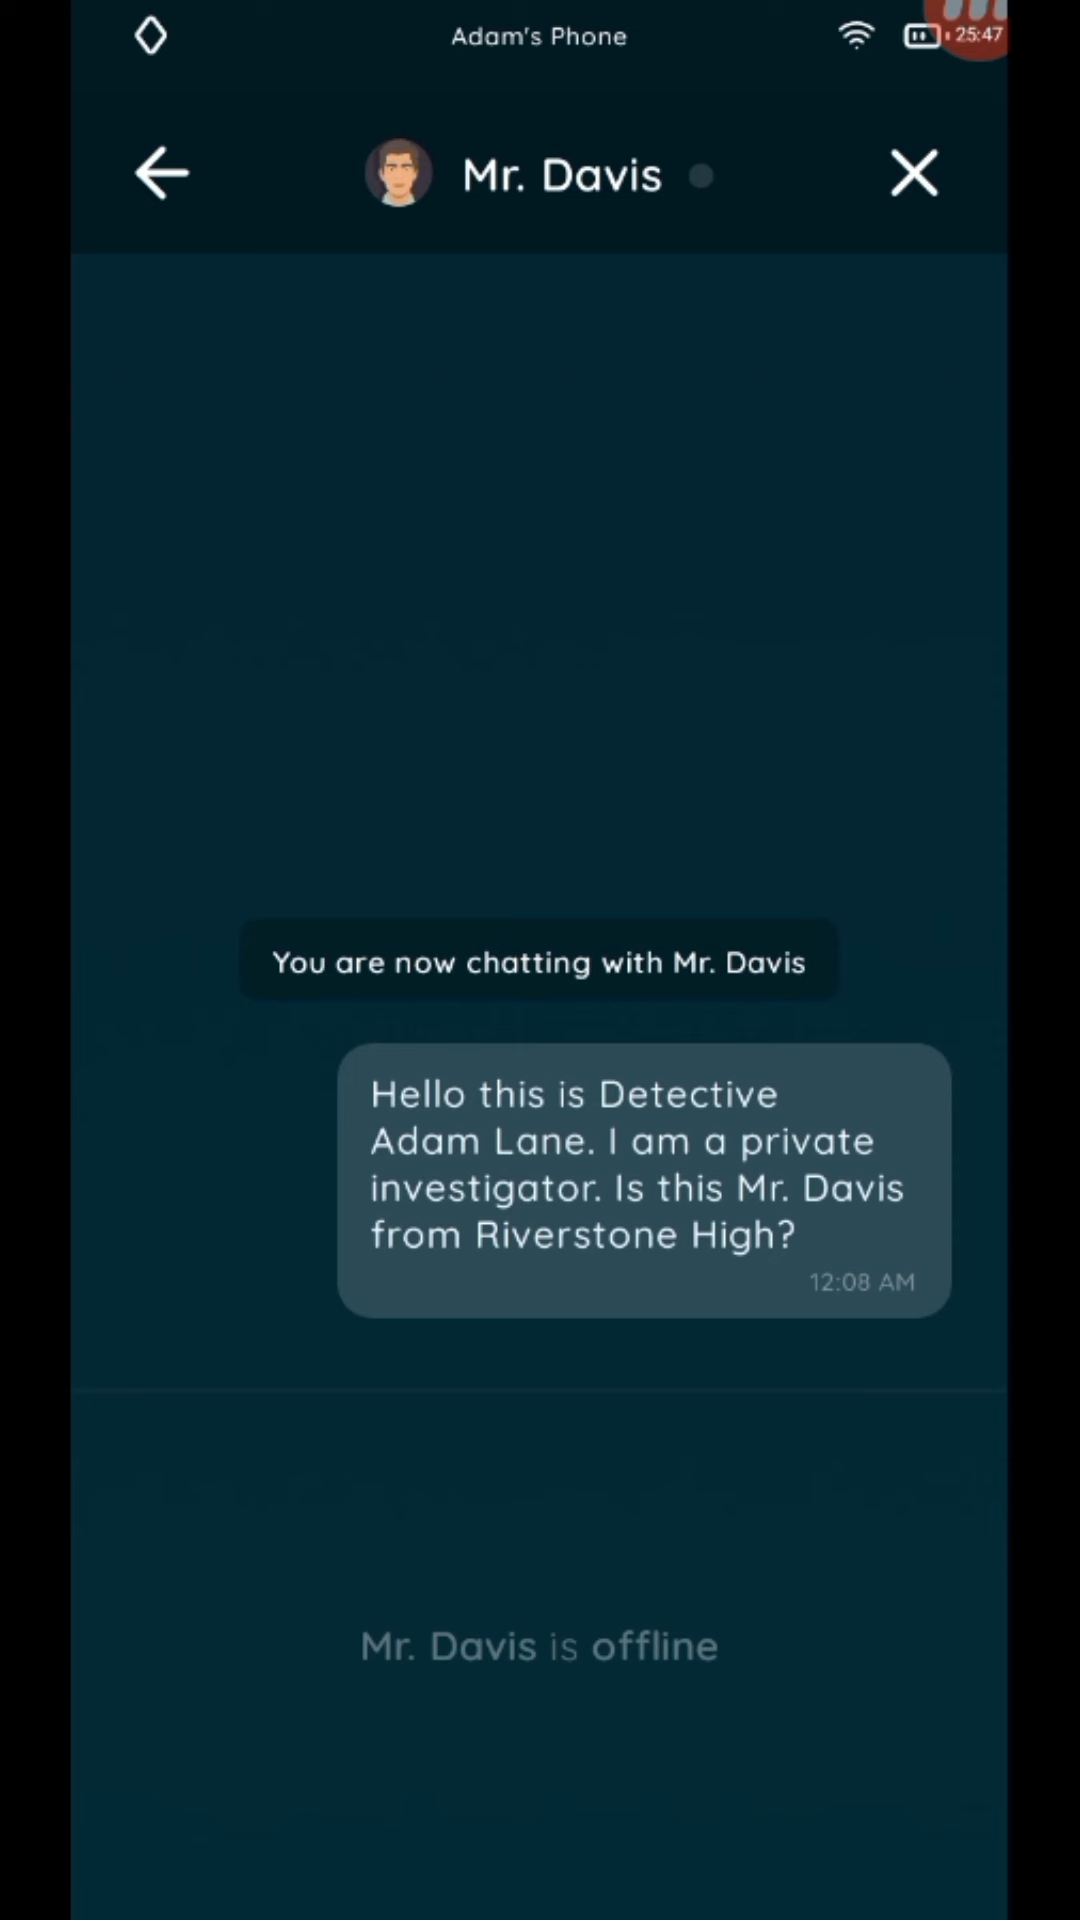 Adam's Phone
25:47
Mr. Davis
You are now chatting with Mr. Davis
Hello this is Detective
Adam Lane. I am a private
investigator. Is this Mr. Davis
from Riverstone High?
12:08 AM
Mr. Davis is offline